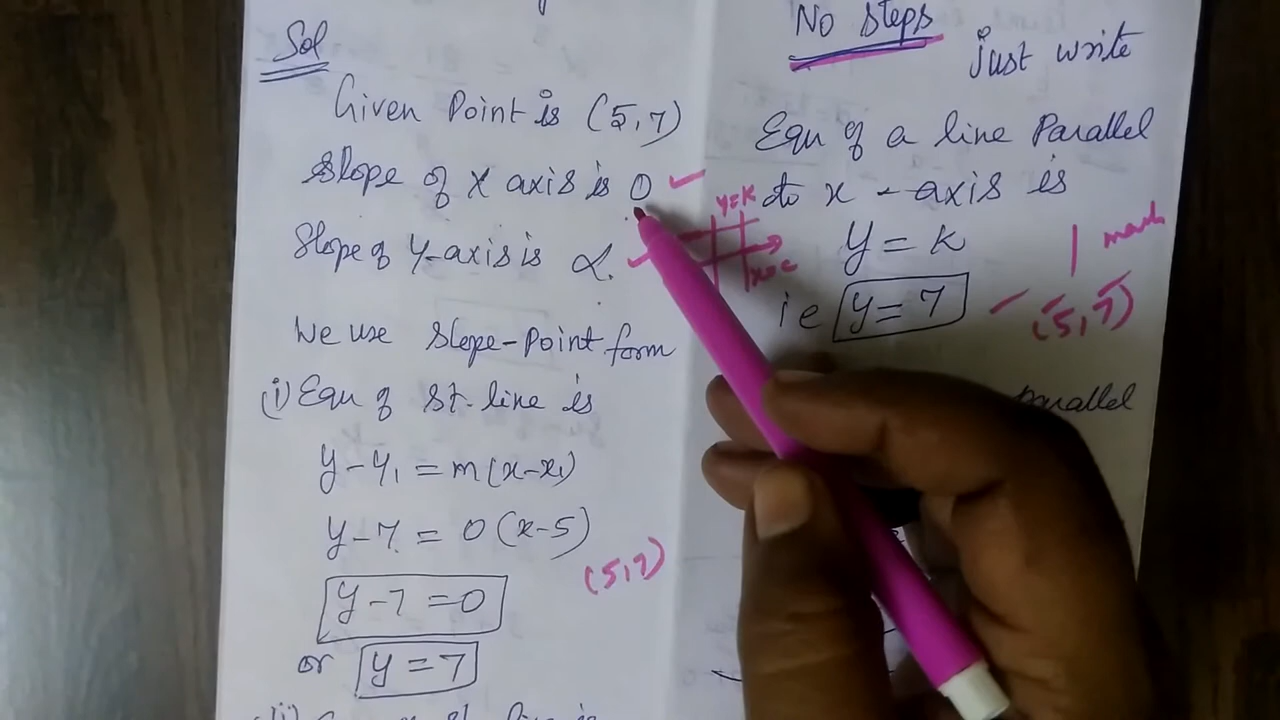 Sol
Given Point is (5,7)
Slope of X axis is 0
Slope of Y-axis is α.
We use Slope-Point form
(i) Equ of St. line is
y-y₁ = m(x-x₁)
y-7 = 0(x-5)
(5,7)
y-7=0
or y=7
No Steps
just write
Equ of a line Parallel
to x-axis is
y=k
x=c
y = k
1 mark
ie y= 7
(5,7)
parallel